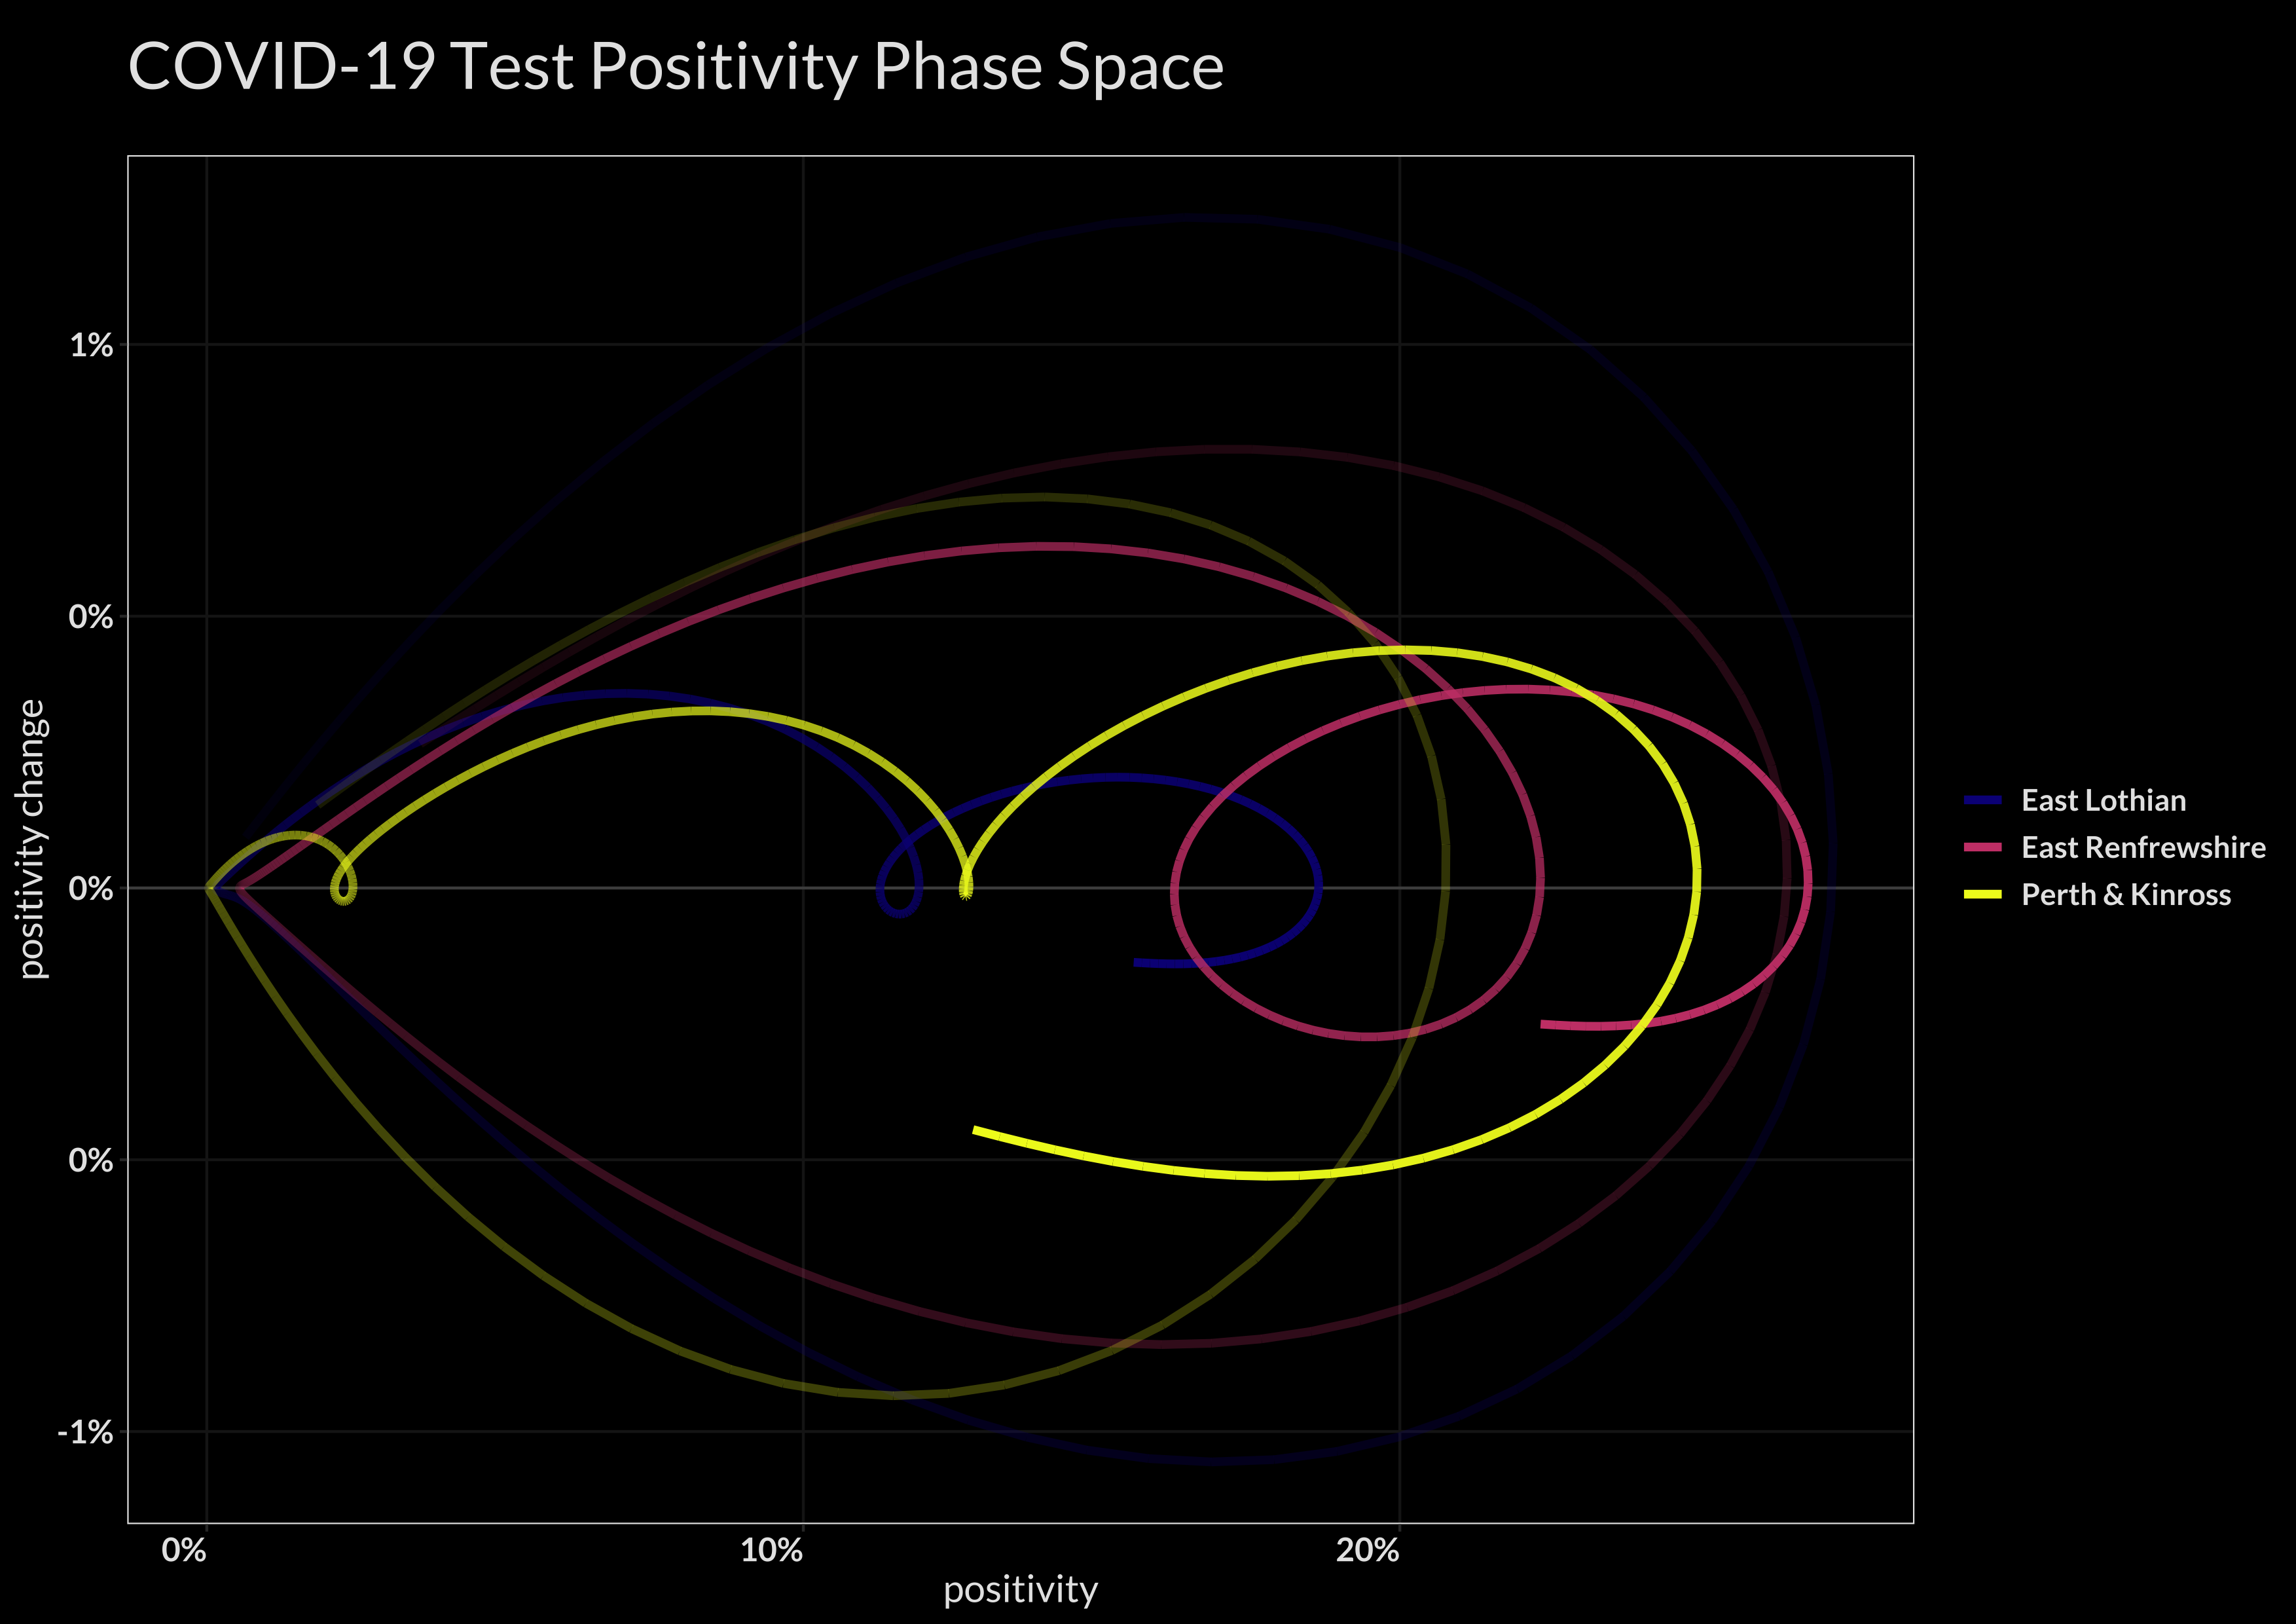 COVID-19 Test Positivity Phase Space
positivity change
1%
0%
0%
0%
-1%
0%
10%
20%
positivity
East Lothian
East Renfrewshire
Perth & Kinross